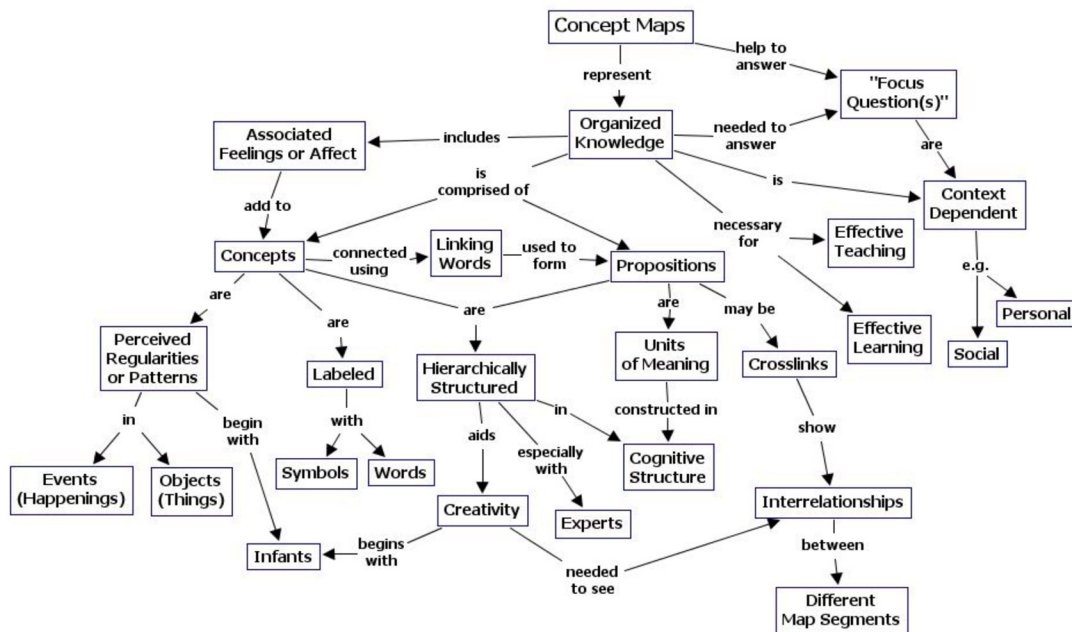 Concept Maps
help to
answer
represent
"Focus
Question(s)"
Associated
Feelings or Affect
includes
Organized
Knowledge
needed to
answer
are
is
comprised of
is
Context
Dependent
add to
necessary
for
Effective
Teaching
Concepts
connected
using
Linking
Words
used to
form
Propositions
e.g.
are
are
are
are
may be
Personal
Perceived
Regularities
or Patterns
Labeled
Hierarchically
Structured
Units
of Meaning
Crosslinks
Effective
Learning
Social
in
begin
with
with
aids
in
especially
with
constructed in
show
Events
(Happenings)
Objects
(Things)
Symbols
Words
Cognitive
Structure
Creativity
Experts
Interrelationships
Infants
begins
with
needed
to see
between
Different
Map Segments